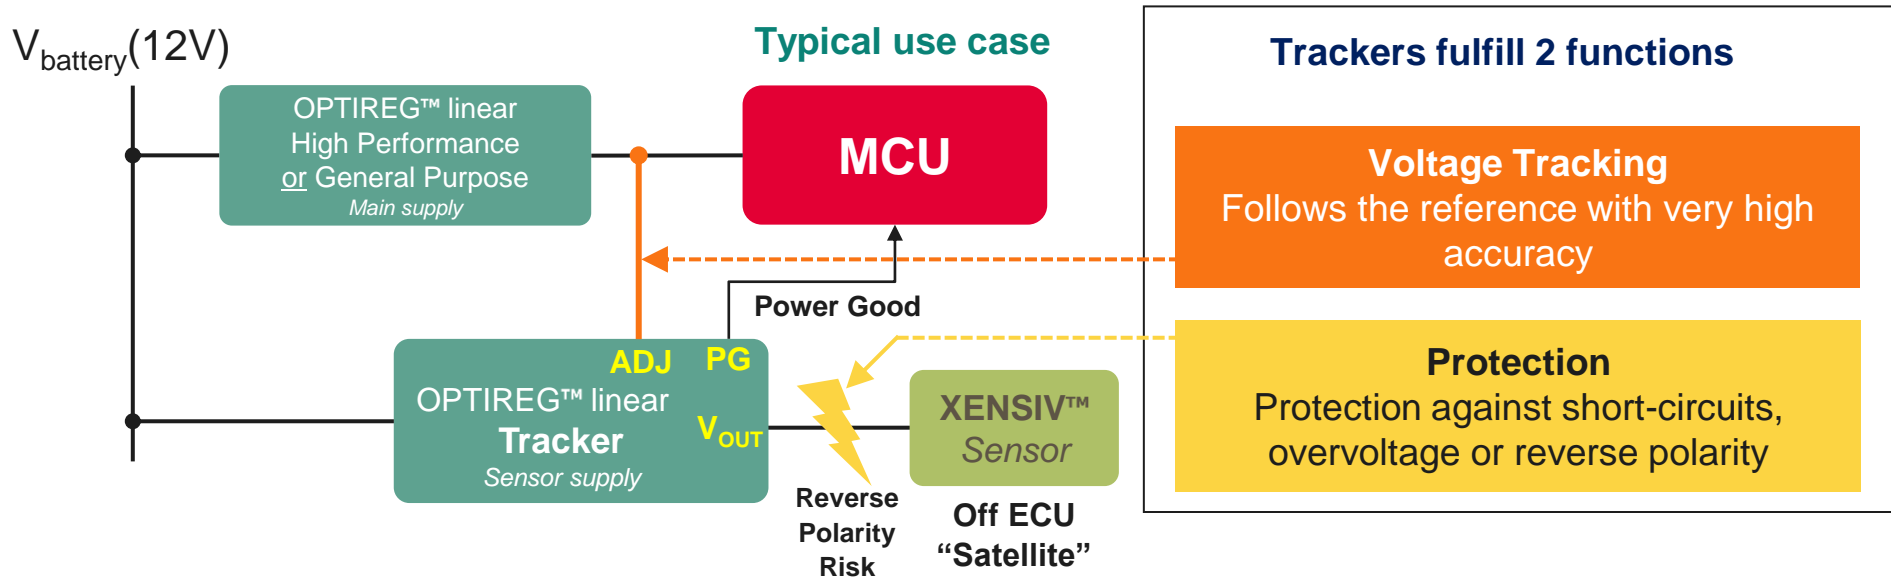 V_battery(12V)
Typical use case
OPTIREG™ linear
High Performance
or General Purpose
Main supply
MCU
Power Good
ADJ
PG
OPTIREG™ linear
Tracker
Sensor supply
V_OUT
Reverse
Polarity
Risk
XENSIV™
Sensor
Off ECU
“Satellite”
Trackers fulfill 2 functions
Voltage Tracking
Follows the reference with very high
accuracy
Protection
Protection against short-circuits,
overvoltage or reverse polarity